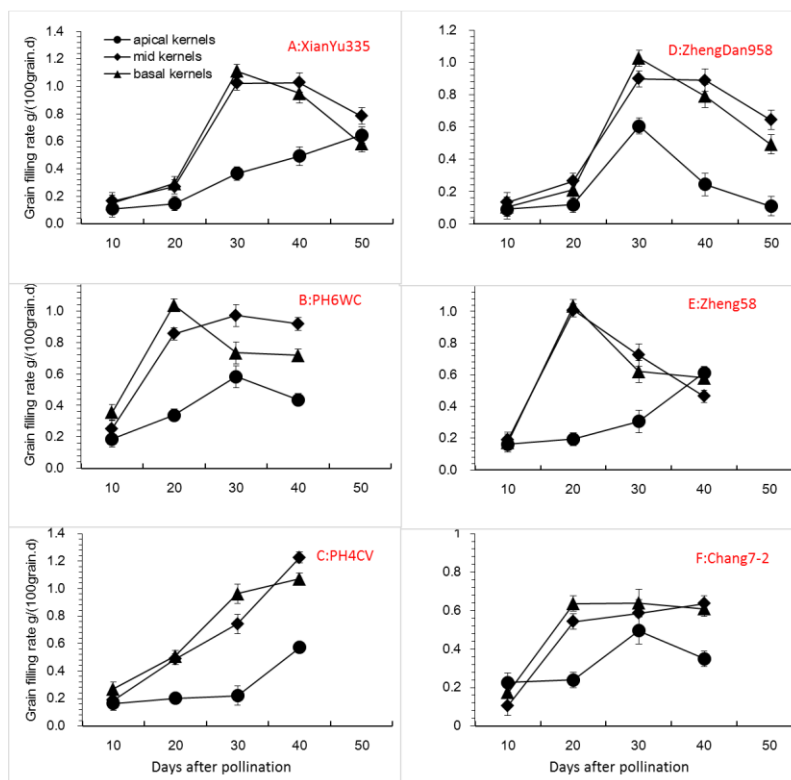 Grain filling rate g/(100grain.d)
1.4
1.2
1.0
0.8
0.6
0.4
0.2
0.0
apical kernels
mid kernels
basal kernels
A:XianYu335
10 20 30 40 50
1.2
1.0
0.8
0.6
0.4
0.2
0.0
D:ZhengDan958
10 20 30 40 50
Grain filling rate g/(100grain.d)
1.0
0.8
0.6
0.4
0.2
0.0
B:PH6WC
10 20 30 40 50
1.0
0.8
0.6
0.4
0.2
0.0
E:Zheng58
10 20 30 40 50
Grain filling rate g/(100grain.d)
1.4
1.2
1.0
0.8
0.6
0.4
0.2
0.0
C:PH4CV
10 20 30 40 50
Days after pollination
1
0.8
0.6
0.4
0.2
0
F:Chang7-2
10 20 30 40 50
Days after pollination